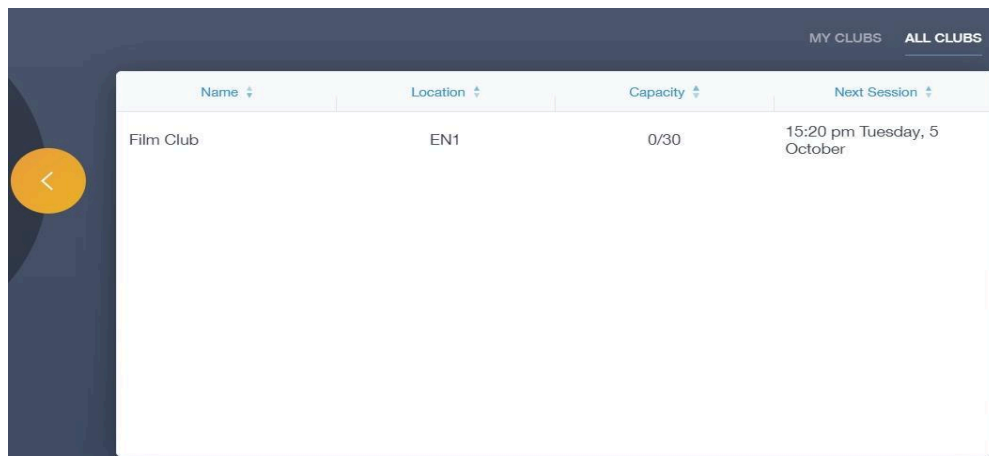 MY CLUBS ALL CLUBS
Name Location Capacity Next Session
Film Club EN1 0/30 15:20 pm Tuesday, 5
October